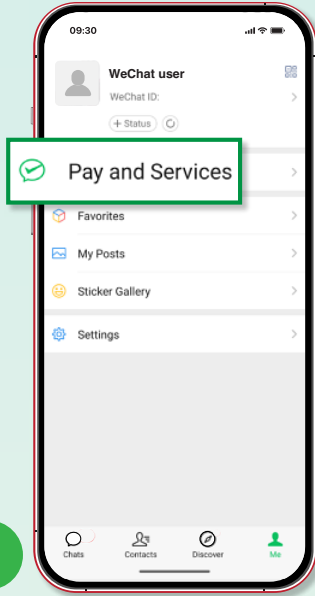 09:30
WeChat user
WeChat ID:
+ Status
Pay and Services
Favorites
My Posts
Sticker Gallery
Settings
Chats
Contacts
Discover
Me